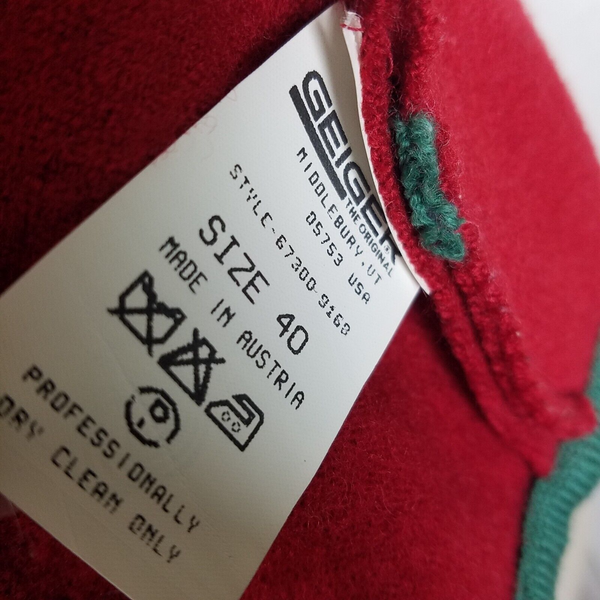 GEIGER
THE ORIGINAL
MIDDLEBURY, VT
05753 USA
STYLE-67300-9168
SIZE 40
MADE IN AUSTRIA
P
PROFESSIONALLY
DRY CLEAN ONLY